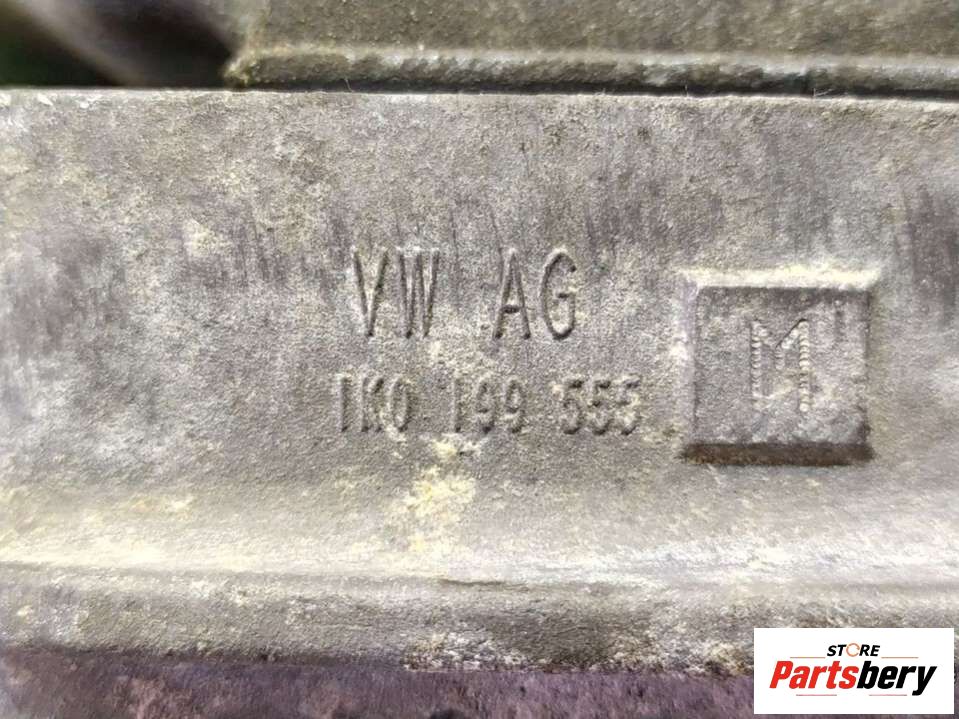 VW AG
1K0 199 555
M
STORE
Partsbery